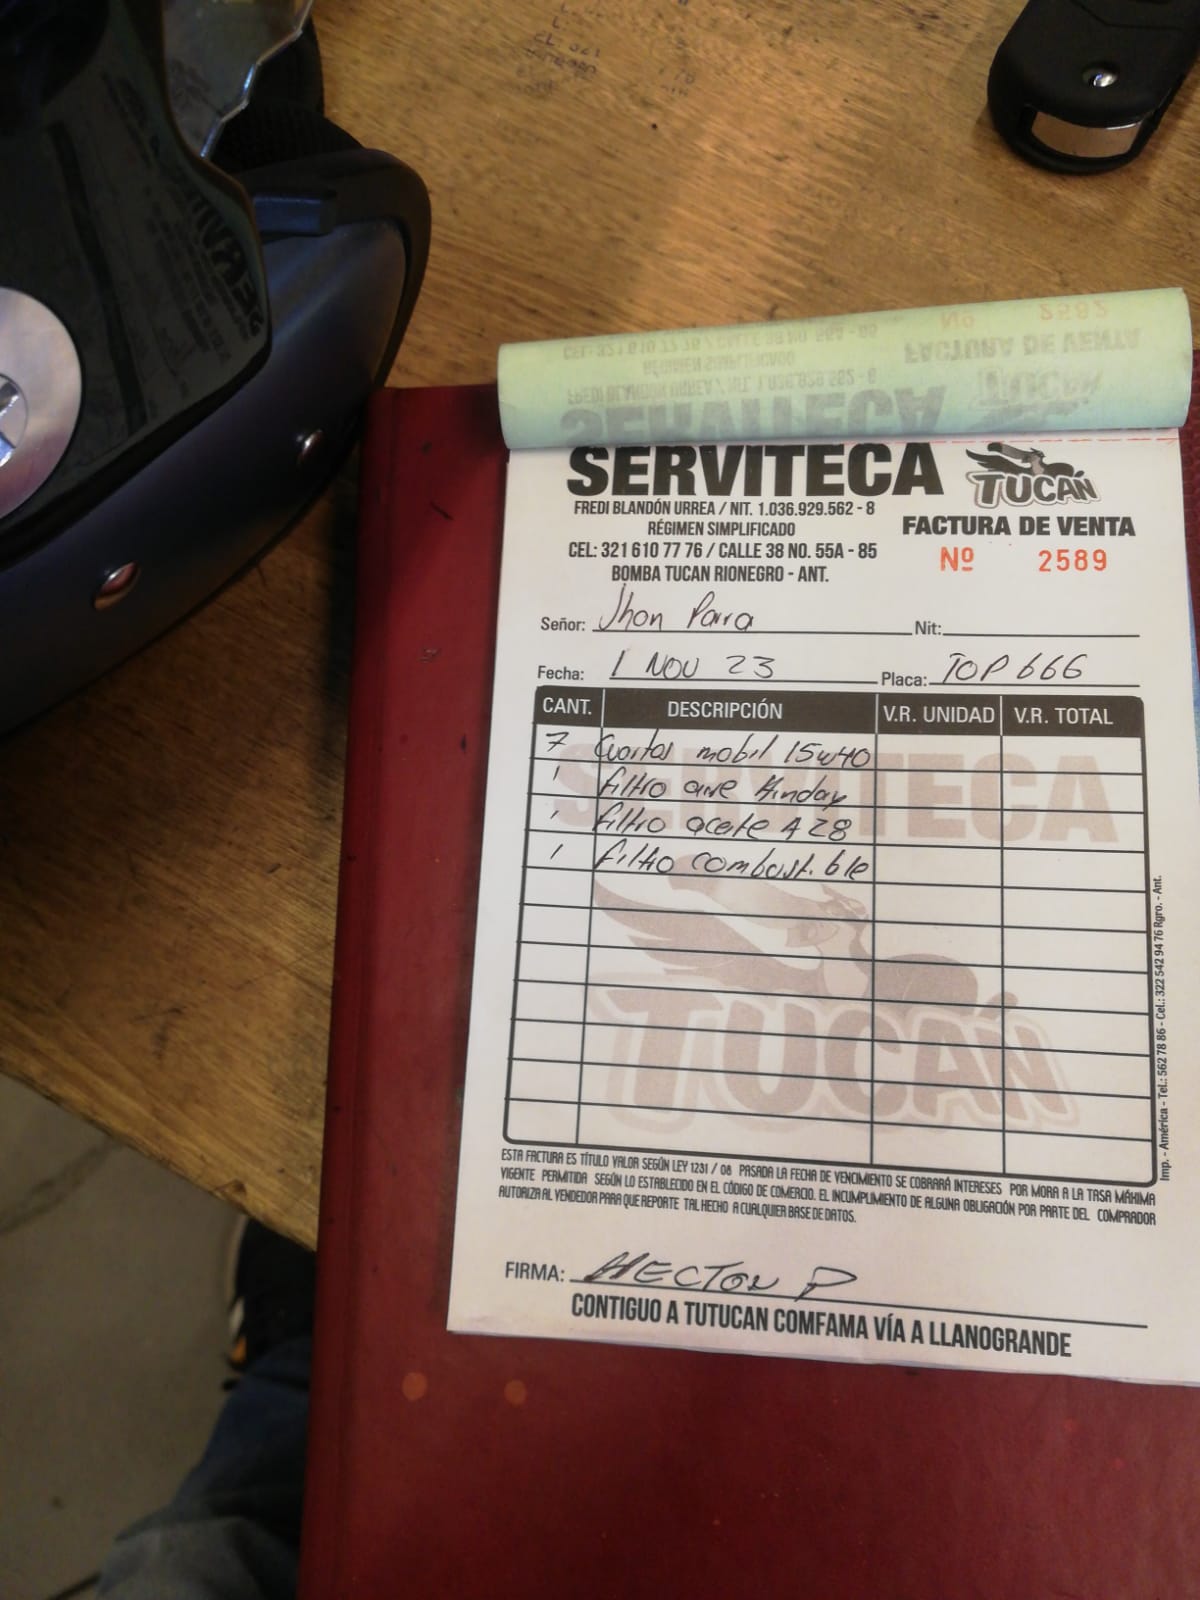 SERVITECA
TUCAN
FREDI BLANDÓN URREA / NIT. 1.036.929.562 - 8
RÉGIMEN SIMPLIFICADO
CEL: 321 610 77 76 / CALLE 38 NO. 55A - 85
BOMBA TUCAN RIONEGRO - ANT.
FACTURA DE VENTA
Nº 2589
Señor: Jhon Parra Nit:
Fecha: 1 NOV 23 Placa: TOP 666
CANT. DESCRIPCIÓN V.R. UNIDAD V.R. TOTAL
7 Cuartos mobil 15w40
1 filtro aire Hinday
1 filtro acete A28
1 filtro combustible
SERVITECA
TUCAN
ESTA FACTURA ES TÍTULO VALOR SEGÚN LEY 1231 / 08 PASADA LA FECHA DE VENCIMIENTO SE COBRARÁ INTERESES POR MORA A LA TASA MÁXIMA
VIGENTE PERMITIDA SEGÚN LO ESTABLECIDO EN EL CÓDIGO DE COMERCIO. EL INCUMPLIMIENTO DE ALGUNA OBLIGACIÓN POR PARTE DEL COMPRADOR
AUTORIZA AL VENDEDOR PARA QUE REPORTE TAL HECHO A CUALQUIER BASE DE DATOS.
Imp. - América - Tel.: 562 78 86 - Cel.: 322 542 94 76 Rgro. - Ant.
FIRMA: HECTOR P
CONTIGUO A TUTUCAN COMFAMA VÍA A LLANOGRANDE